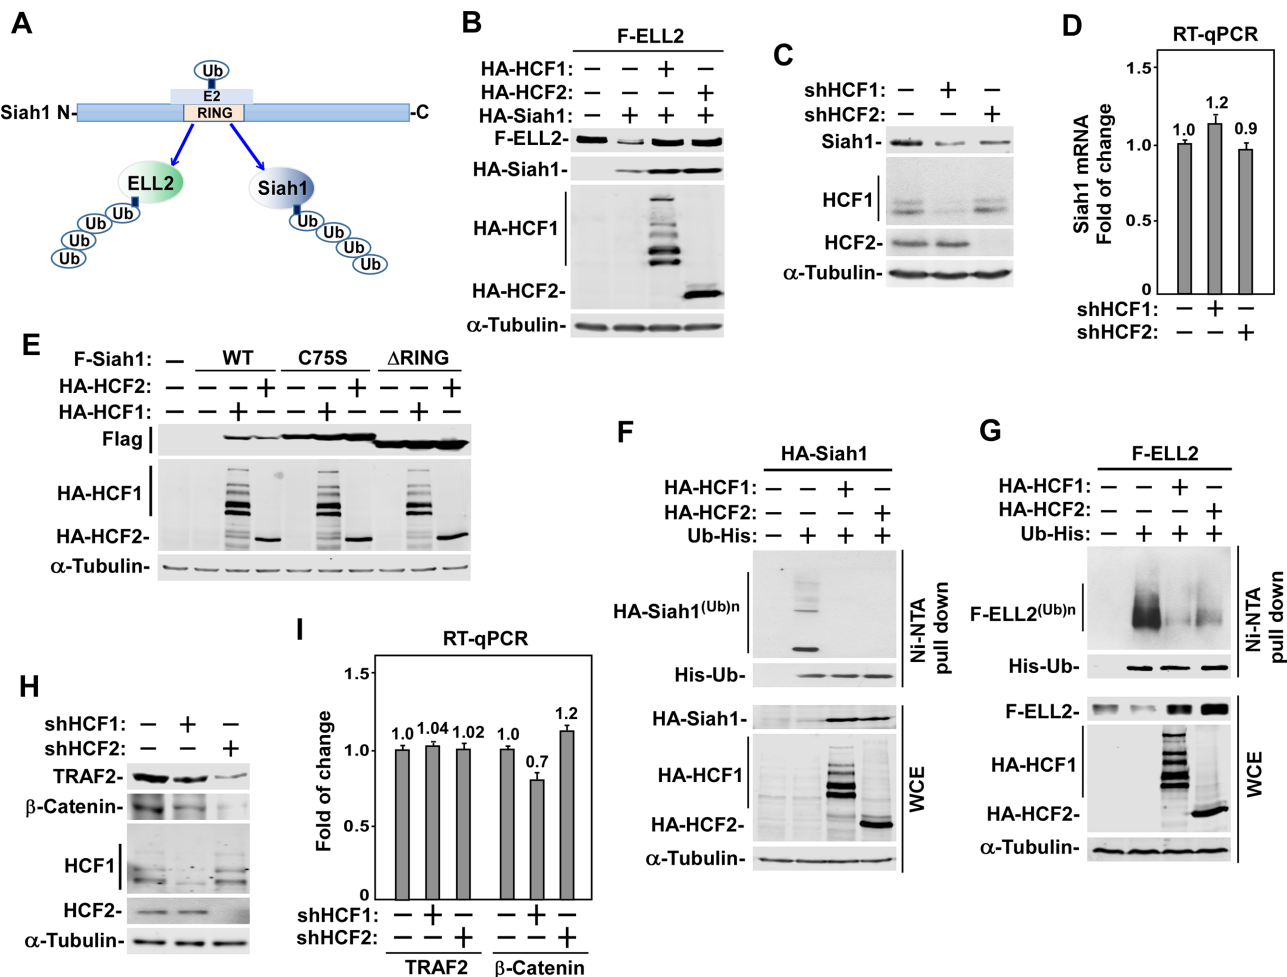 A
Ub
E2
Siah1 N-
RING
-C
ELL2
Siah1
Ub
Ub
Ub
Ub
Ub
Ub
Ub
Ub
B
F-ELL2
HA-HCF1: − − + −
HA-HCF2: − − − +
HA-Siah1: − + + +
F-ELL2-
HA-Siah1-
HA-HCF1
HA-HCF2-
α-Tubulin-
C
shHCF1: − + −
shHCF2: − − +
Siah1-
HCF1
HCF2-
α-Tubulin-
D
RT-qPCR
Siah1 mRNA
Fold of change
1.5
1.0
0.5
0
1.0
1.2
0.9
shHCF1: − + −
shHCF2: − − +
E
F-Siah1: − WT C75S ΔRING
HA-HCF2: − − − + − − + − − +
HA-HCF1: − − + − − + − − + −
Flag
HA-HCF1
HA-HCF2-
α-Tubulin-
F
HA-Siah1
HA-HCF1: − − + −
HA-HCF2: − − − +
Ub-His: − + + +
HA-Siah1(Ub)n
His-Ub-
Ni-NTA
pull down
HA-Siah1-
HA-HCF1
HA-HCF2-
α-Tubulin-
WCE
G
F-ELL2
HA-HCF1: − − + −
HA-HCF2: − − − +
Ub-His: − + + +
F-ELL2(Ub)n
His-Ub-
Ni-NTA
pull down
F-ELL2-
HA-HCF1
HA-HCF2-
α-Tubulin-
WCE
H
shHCF1: − + −
shHCF2: − − +
TRAF2-
β-Catenin-
HCF1
HCF2-
α-Tubulin-
I
RT-qPCR
Fold of change
1.5
1.0
0.5
0
1.0
1.04
1.02
1.0
0.7
1.2
shHCF1: − + − − + −
shHCF2: − − + − − +
TRAF2
β-Catenin